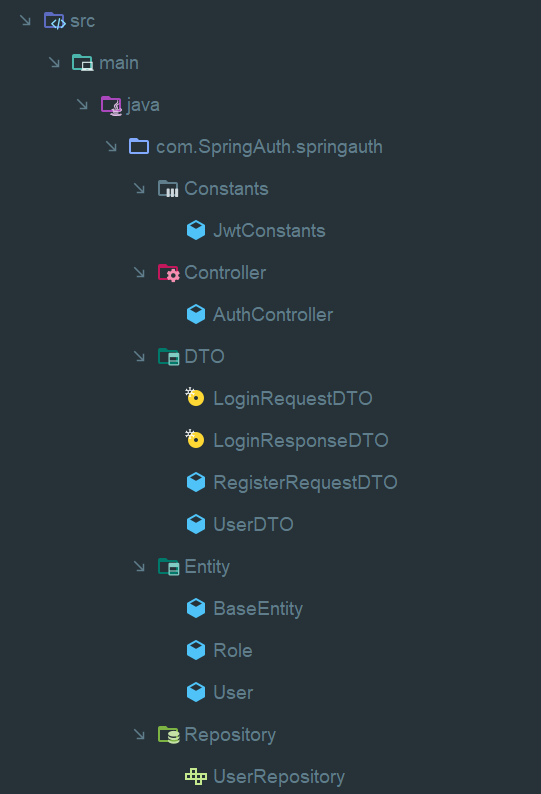 src
main
java
com.SpringAuth.springauth
Constants
JwtConstants
Controller
AuthController
DTO
LoginRequestDTO
LoginResponseDTO
RegisterRequestDTO
UserDTO
Entity
BaseEntity
Role
User
Repository
UserRepository